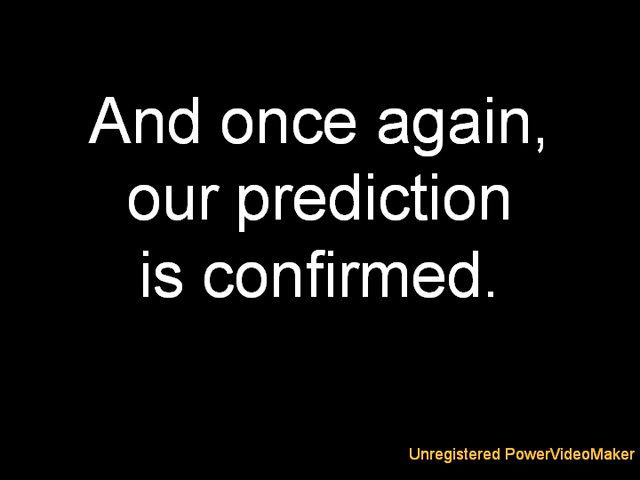 And once again,
our prediction
is confirmed.
Unregistered PowerVideoMaker